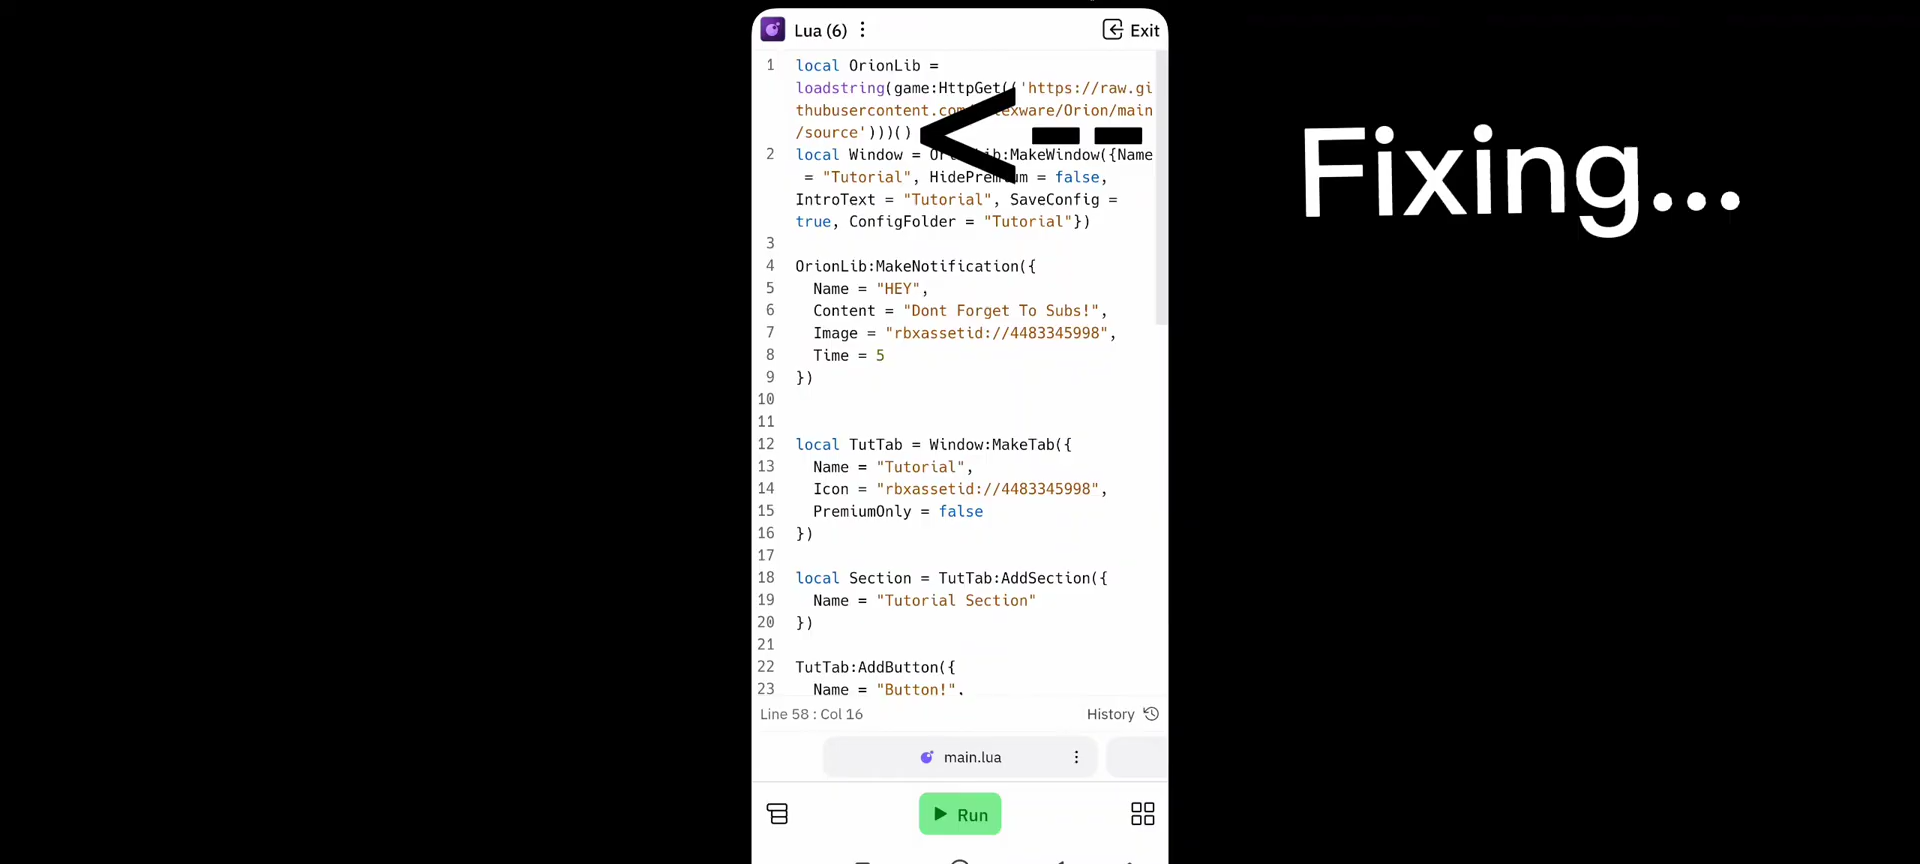 Lua (6)
Exit
Fixing...
1 local OrionLib =
loadstring(game:HttpGet(('https://raw.gi
thubusercontent.com/ exware/Orion/main
/source')))()
2 local Window = OrionLib:MakeWindow({Name
= "Tutorial", HidePremium = false,
IntroText = "Tutorial", SaveConfig =
true, ConfigFolder = "Tutorial"})
3
4 OrionLib:MakeNotification({
5 Name = "HEY",
6 Content = "Dont Forget To Subs!",
7 Image = "rbxassetid://4483345998",
8 Time = 5
9 })
10
11
12 local TutTab = Window:MakeTab({
13 Name = "Tutorial",
14 Icon = "rbxassetid://4483345998",
15 PremiumOnly = false
16 })
17
18 local Section = TutTab:AddSection({
19 Name = "Tutorial Section"
20 })
21
22 TutTab:AddButton({
23 Name = "Button!",
Line 58 : Col 16
History
main.lua
Run